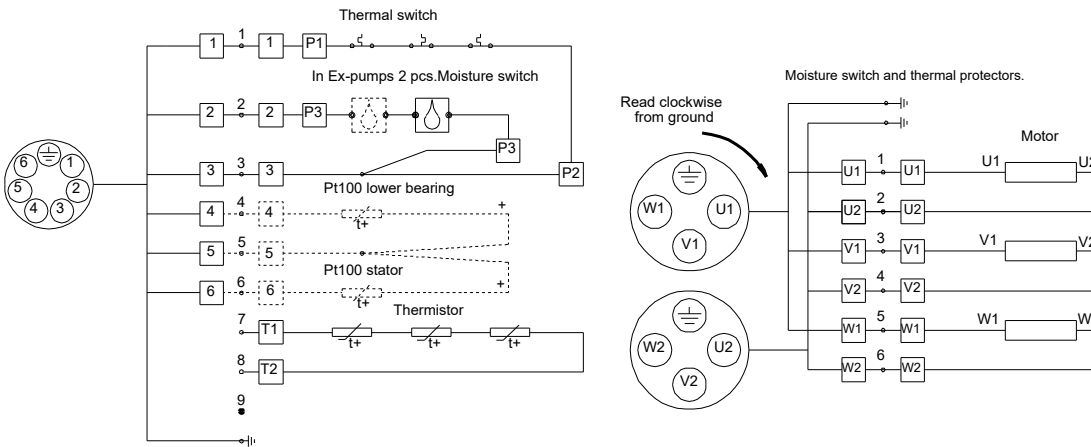 Thermal switch
1 1 1 P1
In Ex-pumps 2 pcs.Moisture switch
2 2 2 P3
P3
3 3 3 P2
Pt100 lower bearing
4 4 4 t+ +
5 5 5
Pt100 stator
6 6 6 t+ +
Thermistor
7 T1 t+ t+ t+
8 T2
9
6 1
5 2
4 3
Moisture switch and thermal protectors.
Read clockwise
from ground
Motor
W1 U1
V1
W2 U2
V2
U1 1 U1 U1 U2
U2 2 U2
V1 3 V1 V1 V2
V2 4 V2
W1 5 W1 W1 W
W2 6 W2